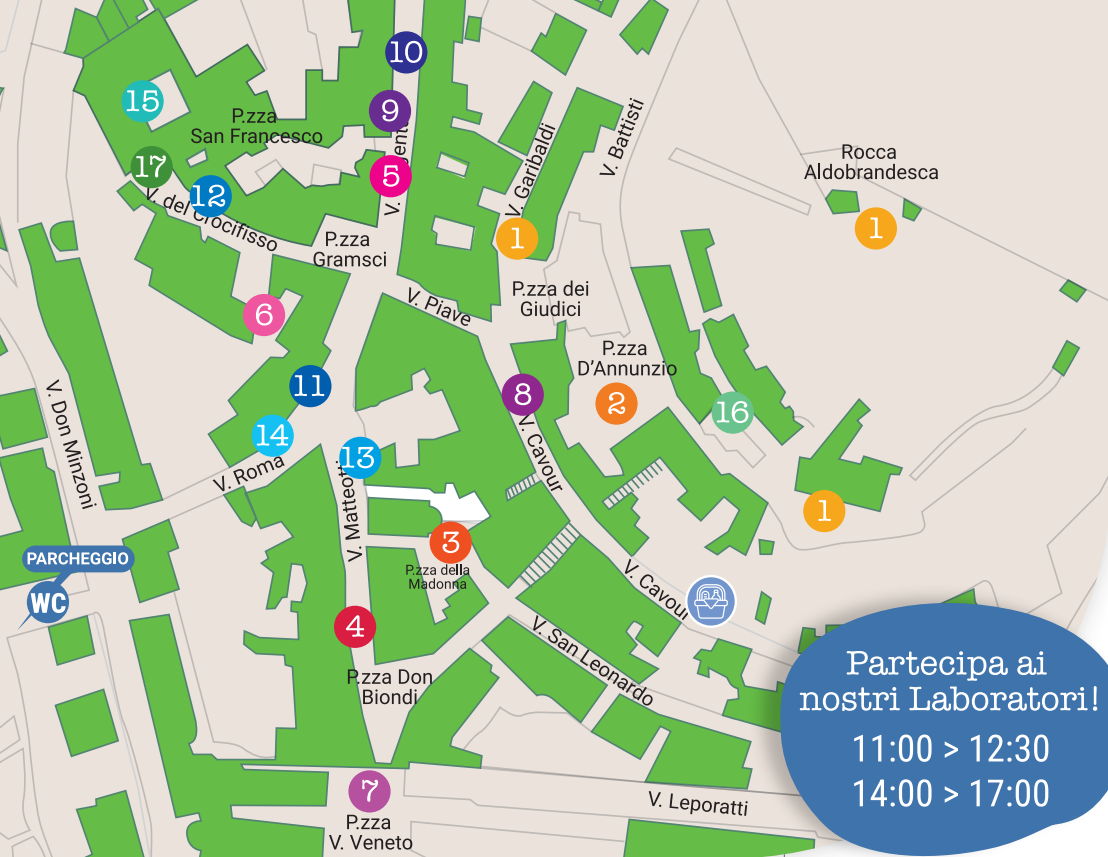 10
9
15
P.zza
San Francesco
V. Garibaldi
V. Battisti
Rocca
Aldobrandesca
17
5
V.
12
V. del Crocifisso
1
1
P.zza
Gramsci
P.zza dei
Giudici
V. Piave
6
P.zza
D'Annunzio
11
8
2
16
V. Don Minzoni
14
V. Roma
13
V. Cavour
V. Matteotti
1
3
P.zza della
Madonna
PARCHEGGIO
WC
V. Cavour
4
V. San Leonardo
P.zza Don
Biondi
Partecipa ai
nostri Laboratori!
11:00 > 12:30
14:00 > 17:00
7
V. Leporatti
P.zza
V. Veneto